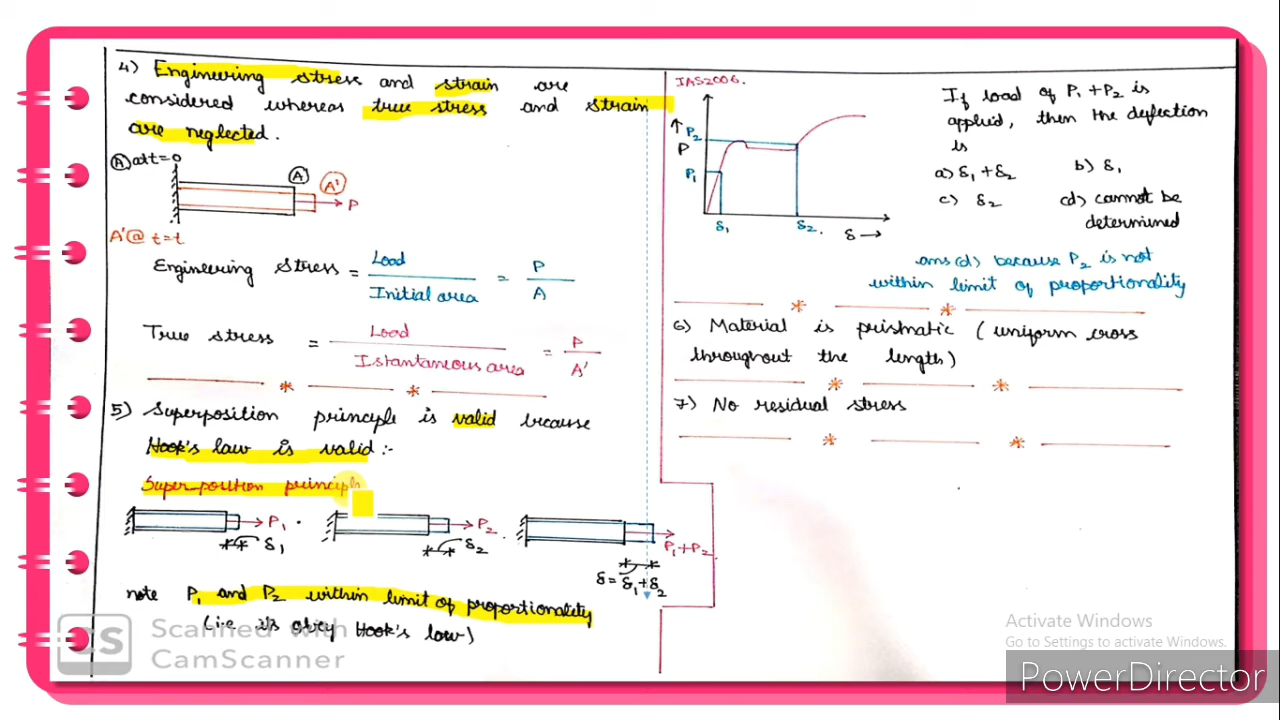 4) Engineering stress and strain are
considered whereas true stress and strain
are neglected.
A at t=0
A
A'
P
A' @ t=t
Engineering stress = Load / Initial area = P / A
True stress = Load / Istantaneous area = P / A'
5) Superposition principle is valid because
Hook's law is valid :-
Superposition principle
P1 .
δ1
P2
δ2
P1+P2
δ = δ1+δ2
note P1 and P2 within limit of proportionality
(i.e. is obey Hook's law)
IAS2006.
P2
P
P1
δ1
δ2.
δ →
If load of P1 + P2 is
applied, then the deflection
is
a) δ1 + δ2 b) δ1
c) δ2 (d) cannot be
determined
ans (d) because P2 is not
within limit of proportionality
6) Material is prismatic (uniform cross
throughout the length)
7) No residual stress
CS
Scanned with
CamScanner
Activate Windows
Go to Settings to activate Windows.
PowerDirector